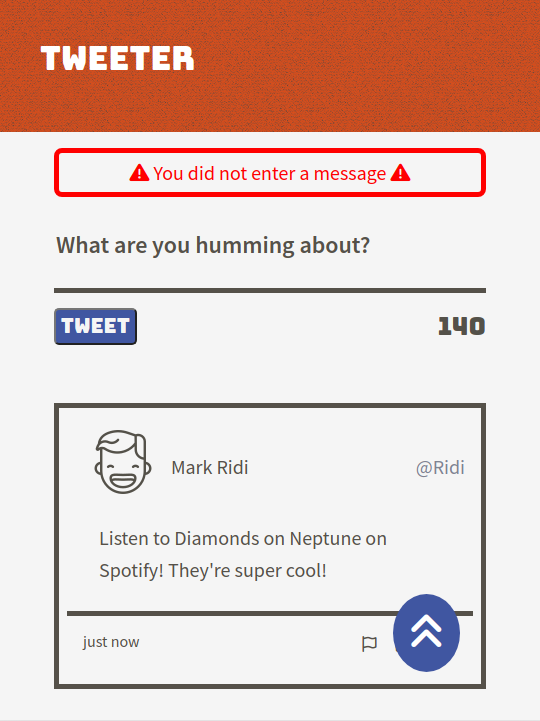 TWEETER
You did not enter a message
What are you humming about?
TWEET
140
Mark Ridi
@Ridi
Listen to Diamonds on Neptune on
Spotify! They're super cool!
just now